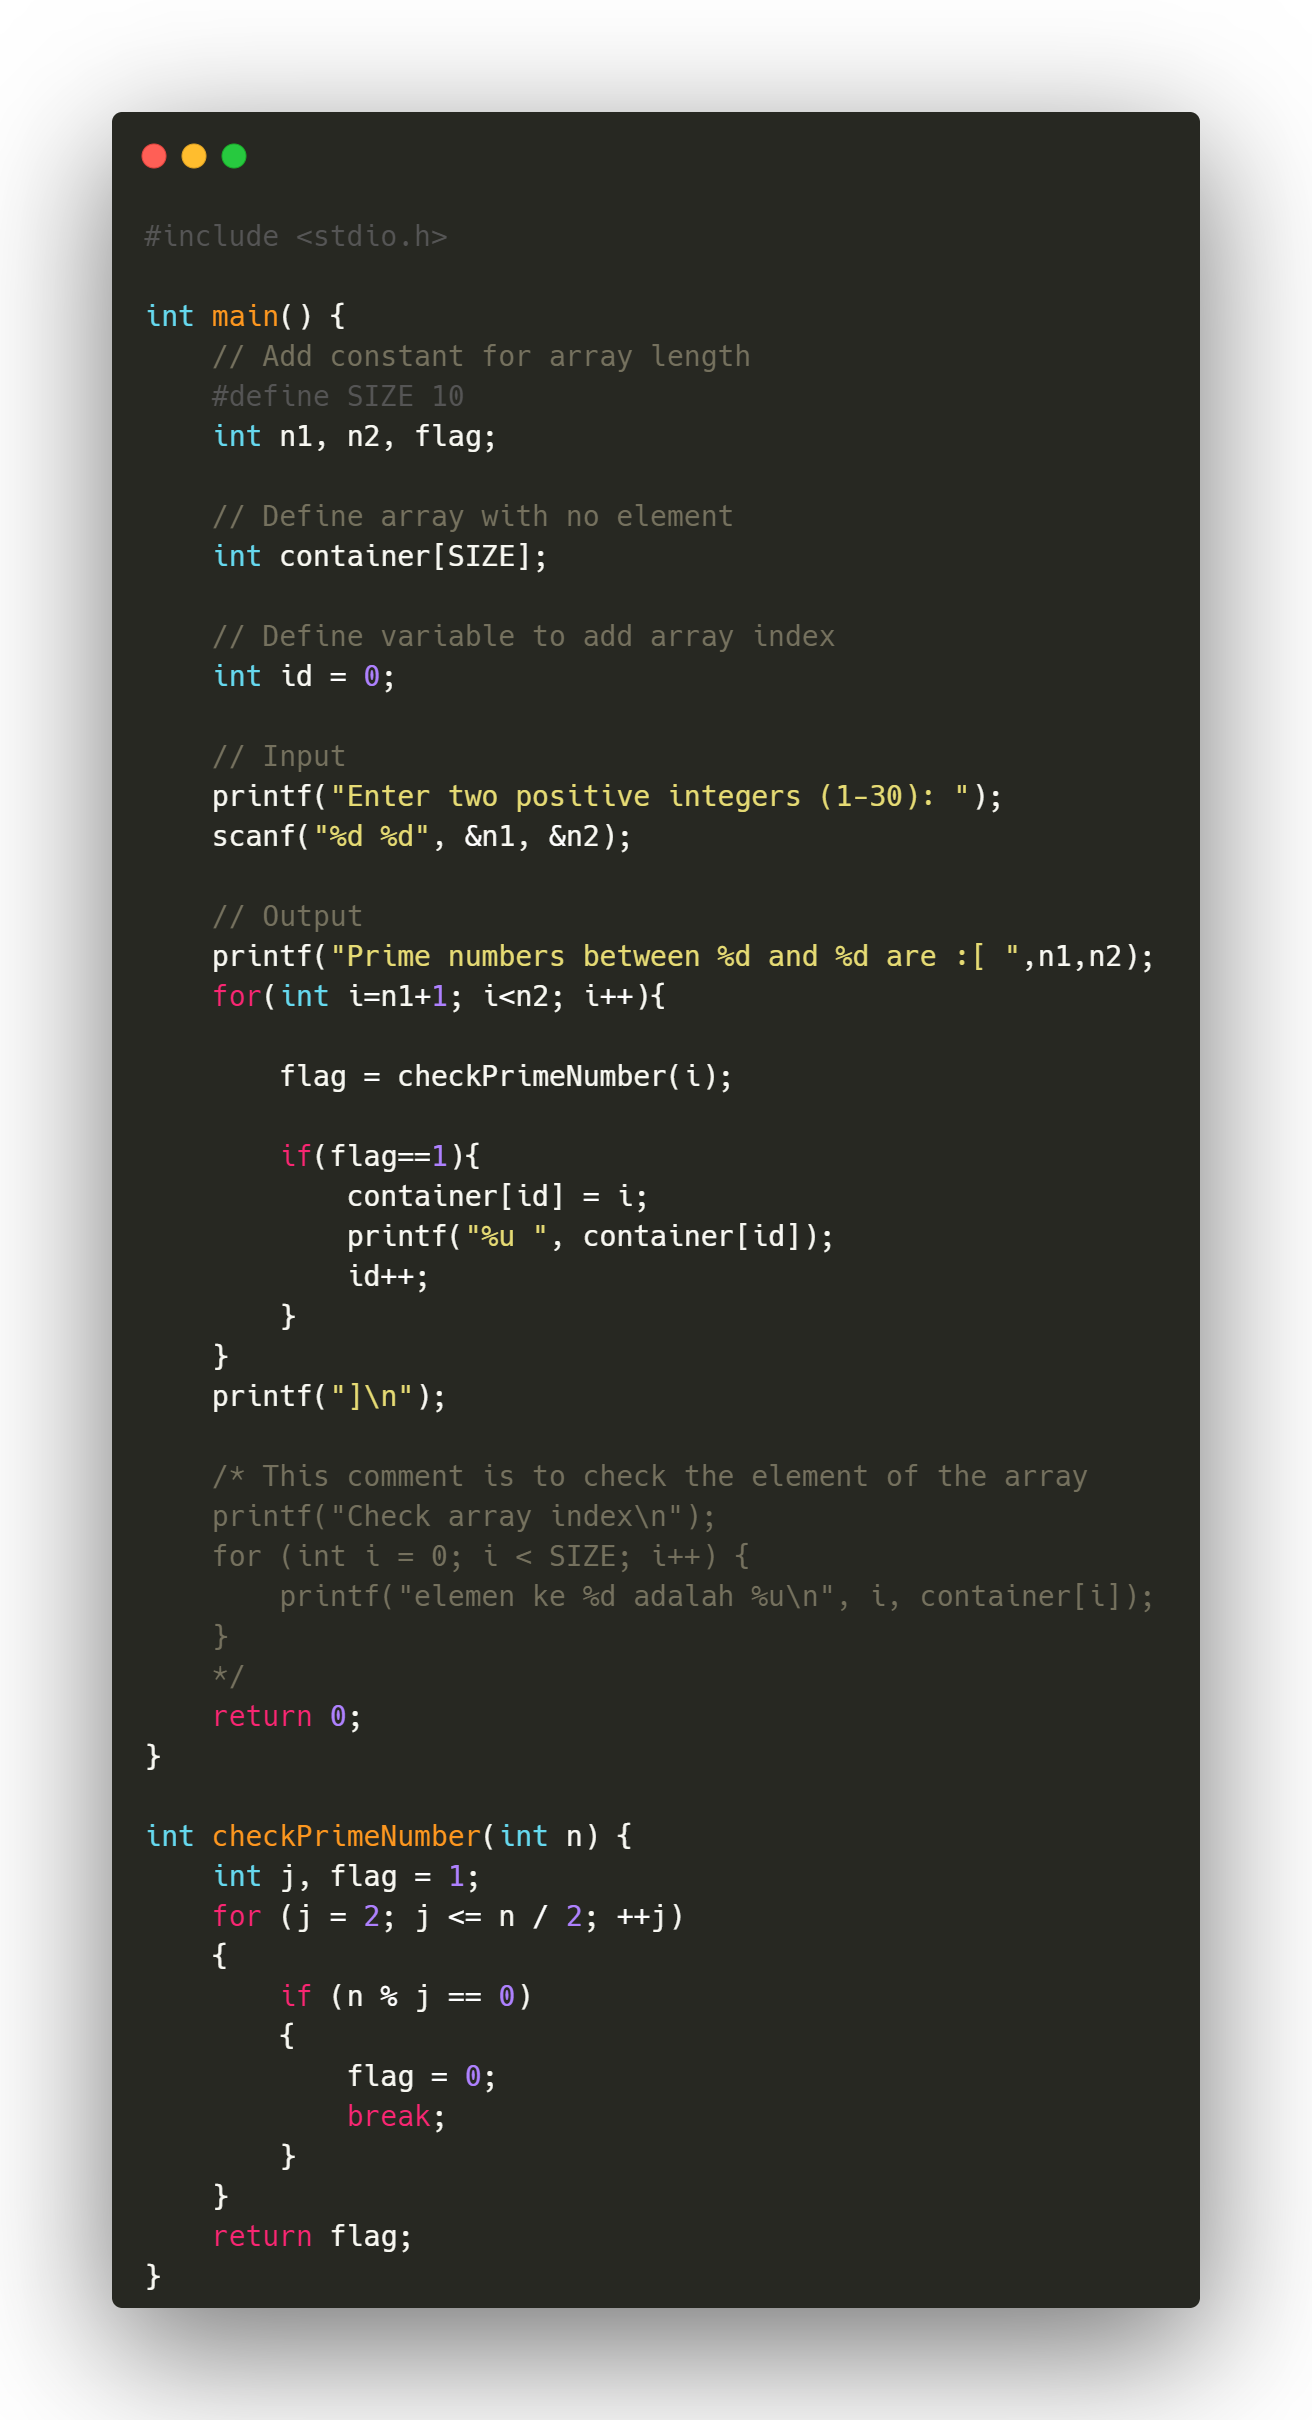 #include <stdio.h>
int main() {
    // Add constant for array length
    #define SIZE 10
    int n1, n2, flag;
    // Define array with no element
    int container[SIZE];
    // Define variable to add array index
    int id = 0;
    // Input
    printf("Enter two positive integers (1-30): ");
    scanf("%d %d", &n1, &n2);
    // Output
    printf("Prime numbers between %d and %d are :[ ",n1,n2);
    for(int i=n1+1; i<n2; i++){
        flag = checkPrimeNumber(i);
        if(flag==1){
            container[id] = i;
            printf("%u ", container[id]);
            id++;
        }
    }
    printf("]\n");
    /* This comment is to check the element of the array
    printf("Check array index\n");
    for (int i = 0; i < SIZE; i++) {
        printf("elemen ke %d adalah %u\n", i, container[i]);
    }
    */
    return 0;
}
int checkPrimeNumber(int n) {
    int j, flag = 1;
    for (j = 2; j <= n / 2; ++j)
    {
        if (n % j == 0)
        {
            flag = 0;
            break;
        }
    }
    return flag;
}